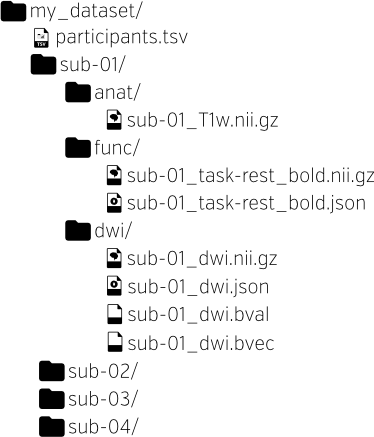 my_dataset/
participants.tsv
sub-01/
anat/
sub-01_T1w.nii.gz
func/
sub-01_task-rest_bold.nii.gz
sub-01_task-rest_bold.json
dwi/
sub-01_dwi.nii.gz
sub-01_dwi.json
sub-01_dwi.bval
sub-01_dwi.bvec
sub-02/
sub-03/
sub-04/